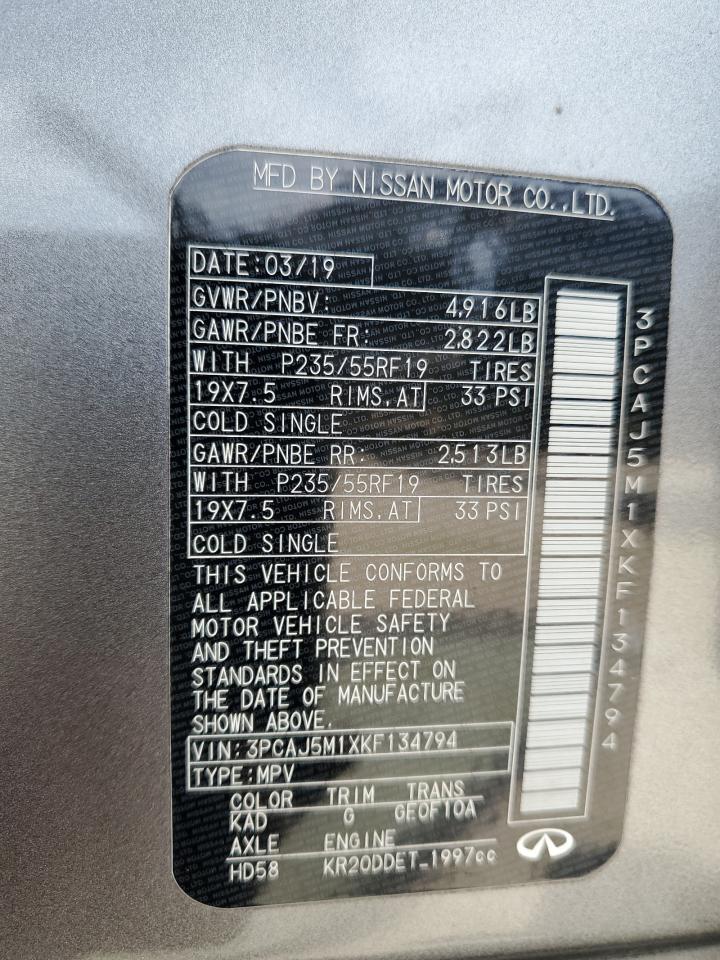 MFD BY NISSAN MOTOR CO.,LTD.
DATE:03/19
GVWR/PNBV: 4,916LB
GAWR/PNBE FR: 2,822LB
WITH P235/55RF19 TIRES
19X7.5 RIMS,AT 33 PSI
COLD SINGLE
GAWR/PNBE RR: 2,513LB
WITH P235/55RF19 TIRES
19X7.5 RIMS,AT 33 PSI
COLD SINGLE
THIS VEHICLE CONFORMS TO
ALL APPLICABLE FEDERAL
MOTOR VEHICLE SAFETY
AND THEFT PREVENTION
STANDARDS IN EFFECT ON
THE DATE OF MANUFACTURE
SHOWN ABOVE.
VIN:3PCAJ5M1XKF134794
TYPE:MPV
COLOR TRIM TRANS
KAD G GE0F10A
AXLE ENGINE
HD58 KR20DDET_1997cc
3PCAJ5M1XKF134794